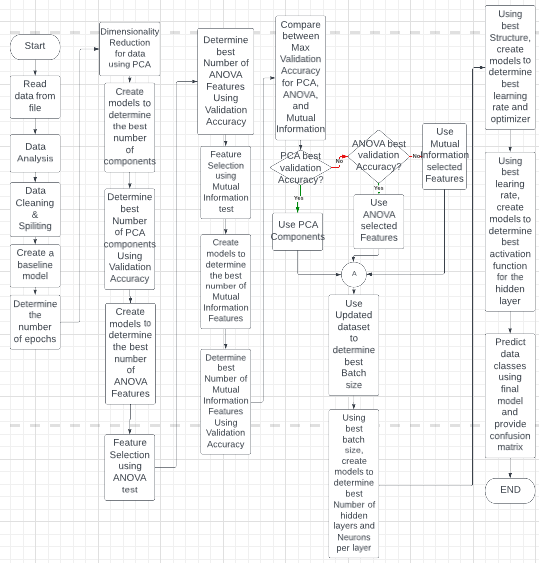 Start
Read
data from
file
Data
Analysis
Data
Cleaning
&
Spliting
Create a
baseline
model
Determine
the
number
of epochs
Dimensionality
Reduction
for data
using PCA
Create
models to
determine
the best
number
of
components
Determine
best
Number
of PCA
components
Using
Validation
Accuracy
Create
models to
determine
the best
number
of
ANOVA
Features
Feature
Selection
using
ANOVA
test
Determine
best
Number of
ANOVA
Features
Using
Validation
Accuracy
Feature
Selection
using
Mutual
Information
test
Create
models to
determine
the best
number of
Mutual
Information
Features
Determine
best
Number of
Mutual
Information
Features
Using
Validation
Accuracy
Compare
between
Max
Validation
Accuracy
for PCA,
ANOVA,
and
Mutual
Information
PCA best
validation
Accuracy?
No
Yes
Use PCA
Components
ANOVA best
validation
Accuracy?
No
Yes
Use
ANOVA
selected
Features
Use
Mutual
Information
selected
Features
A
Use
Updated
dataset
to
determine
best
Batch
size
Using
best
batch
size,
create
models to
determine
best
Number of
hidden
layers and
Neurons
per layer
Using
best
Structure,
create
models to
determine
best
learning
rate and
optimizer
Using
best
learing
rate,
create
models to
determine
best
activation
function
for the
hidden
layer
Predict
data
classes
using
final
model
and
provide
confusion
matrix
END